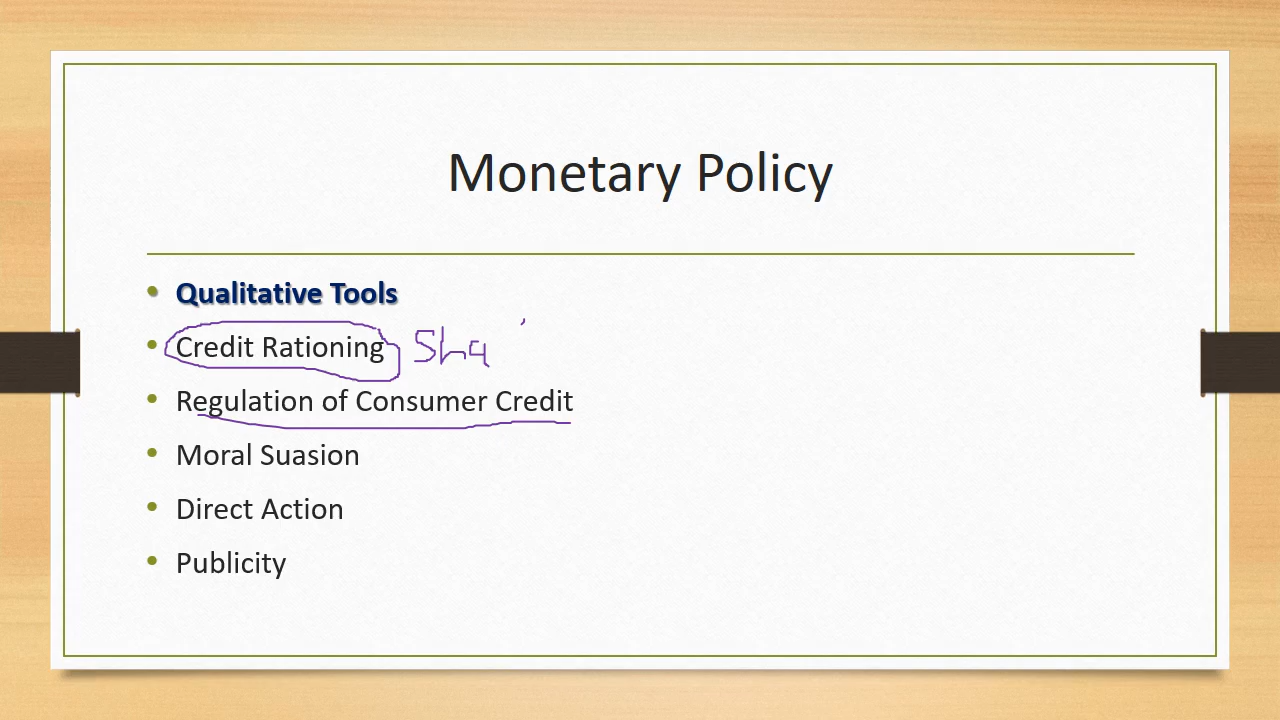 Monetary Policy
Qualitative Tools
Credit Rationing
Regulation of Consumer Credit
Moral Suasion
Direct Action
Publicity